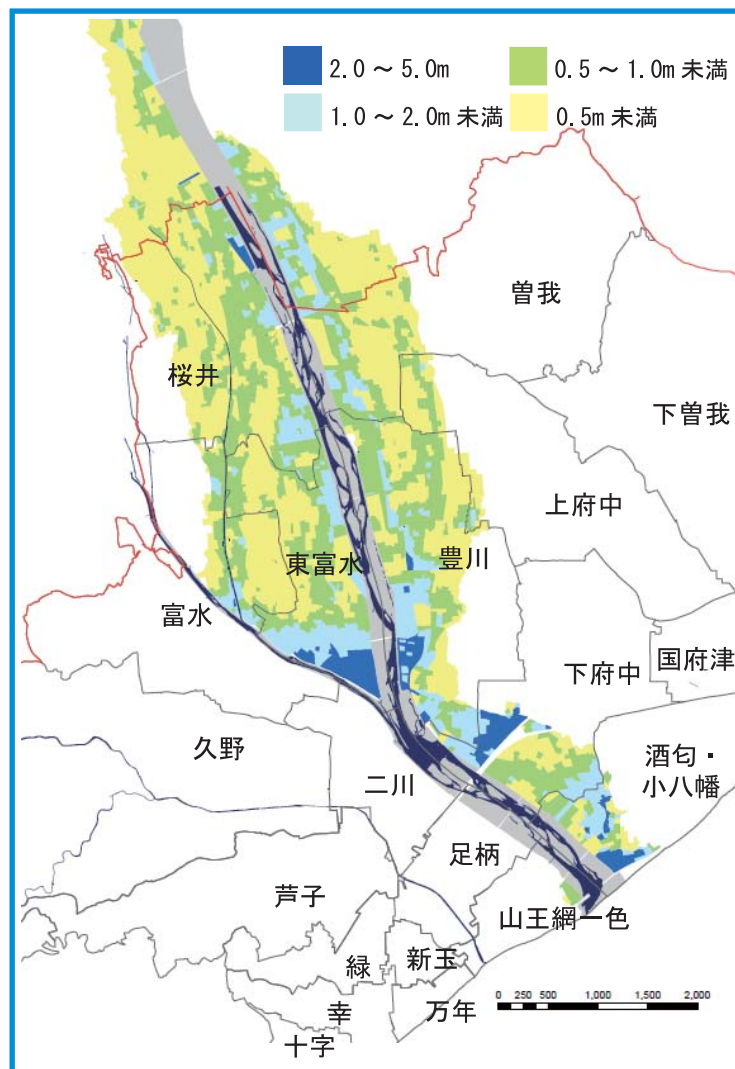 2.0 ~ 5.0m
0.5 ~ 1.0m 未満
1.0 ~ 2.0m 未満
0.5m 未満
曽我
桜井
下曽我
上府中
東富水
豊川
富水
下府中
国府津
久野
酒匂・
小八幡
二川
足柄
芦子
山王網一色
緑
新玉
幸
万年
十字
0 250 500 1,000 1,500 2,000